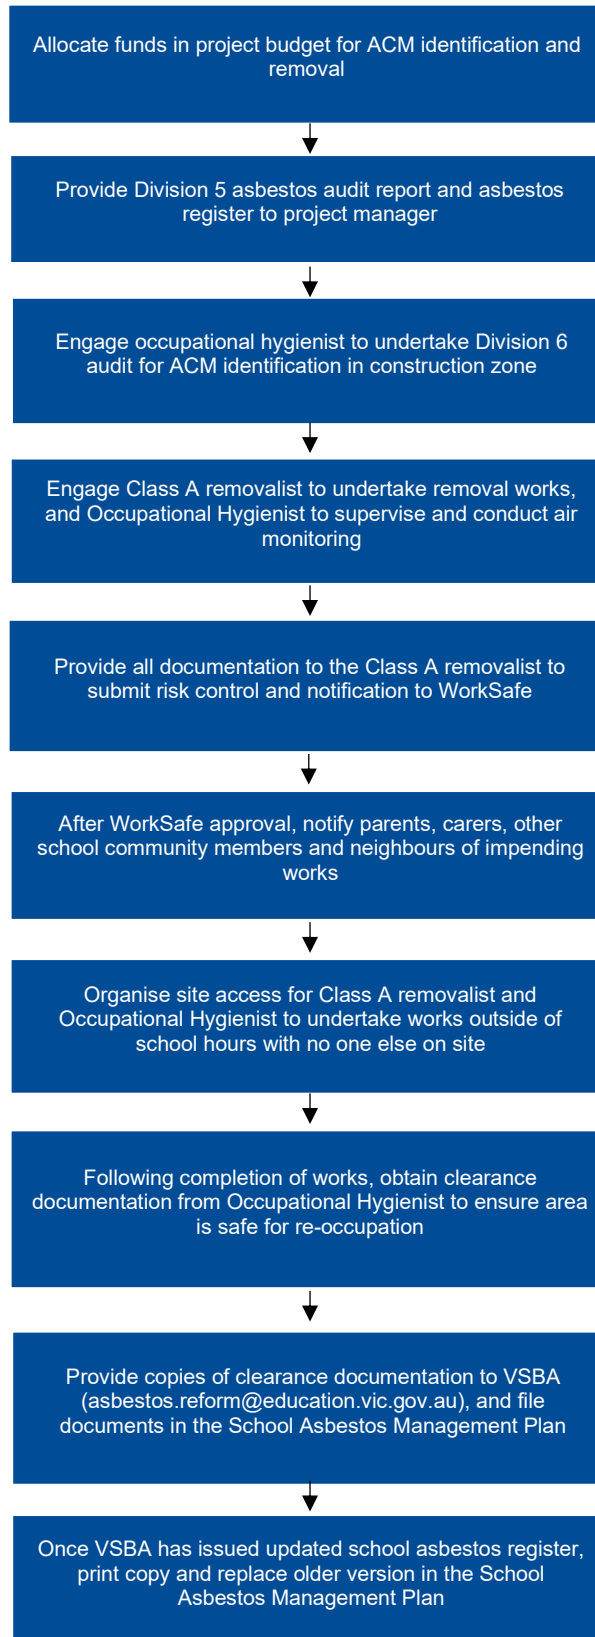 Allocate funds in project budget for ACM identification and
removal
Provide Division 5 asbestos audit report and asbestos
register to project manager
Engage occupational hygienist to undertake Division 6
audit for ACM identification in construction zone
Engage Class A removalist to undertake removal works,
and Occupational Hygienist to supervise and conduct air
monitoring
Provide all documentation to the Class A removalist to
submit risk control and notification to WorkSafe
After WorkSafe approval, notify parents, carers, other
school community members and neighbours of impending
works
Organise site access for Class A removalist and
Occupational Hygienist to undertake works outside of
school hours with no one else on site
Following completion of works, obtain clearance
documentation from Occupational Hygienist to ensure area
is safe for re-occupation
Provide copies of clearance documentation to VSBA
(asbestos.reform@education.vic.gov.au), and file
documents in the School Asbestos Management Plan
Once VSBA has issued updated school asbestos register,
print copy and replace older version in the School
Asbestos Management Plan